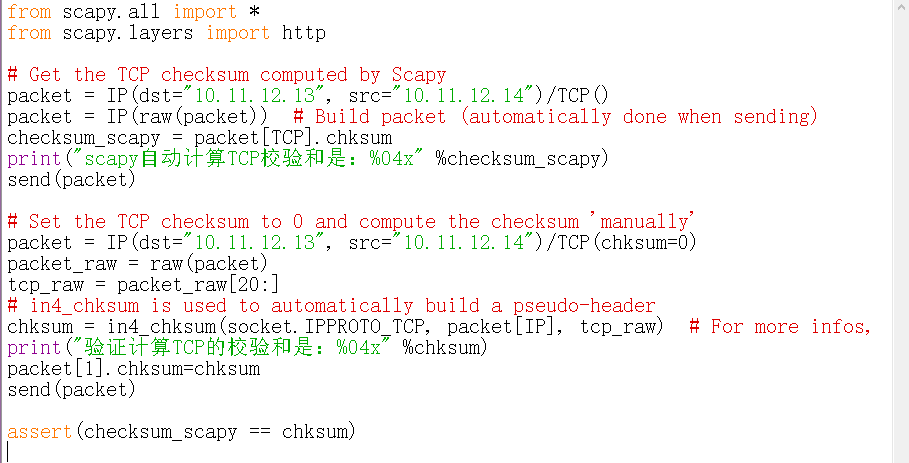 from scapy.all import *
from scapy.layers import http
# Get the TCP checksum computed by Scapy
packet = IP(dst="10.11.12.13", src="10.11.12.14")/TCP()
packet = IP(raw(packet))  # Build packet (automatically done when sending)
checksum_scapy = packet[TCP].chksum
print("scapy自动计算TCP校验和是：%04x" %checksum_scapy)
send(packet)
# Set the TCP checksum to 0 and compute the checksum 'manually'
packet = IP(dst="10.11.12.13", src="10.11.12.14")/TCP(chksum=0)
packet_raw = raw(packet)
tcp_raw = packet_raw[20:]
# in4_chksum is used to automatically build a pseudo-header
chksum = in4_chksum(socket.IPPROTO_TCP, packet[IP], tcp_raw)  # For more infos,
print("验证计算TCP的校验和是：%04x" %chksum)
packet[1].chksum=chksum
send(packet)
assert(checksum_scapy == chksum)